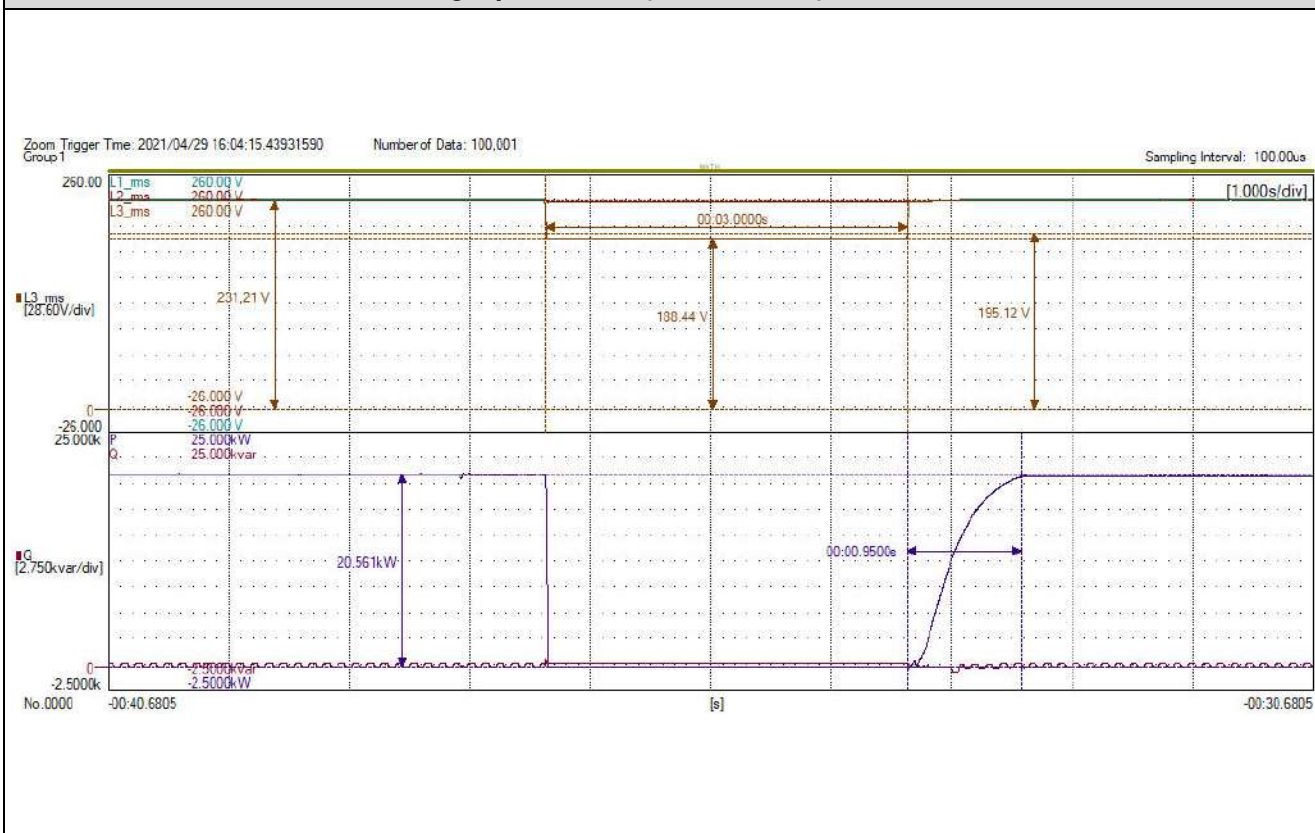 Zoom Trigger Time: 2021/04/29 16:04:15.43931590 Number of Data: 100,001
Group1 Sampling Interval: 100.00us
260.00 L1_rms 260.00 V [1.000s/div]
L2_rms 260.00 V
L3_rms 260.00 V
00:03.0000s
L3_rms
[28.60V/div]
231.21 V
188.44 V
195.12 V
-26.000 V
0 -26.000 V
-26.000 -26.000 V
25.000k P 25.000kW
Q 25.000kvar
Q
[2.750kvar/div]
20.561kW
00:00.9500s
0 -2.5000kvar
-2.5000k -2.5000kW
No.0000 -00:40.6805 [s] -00:30.6805